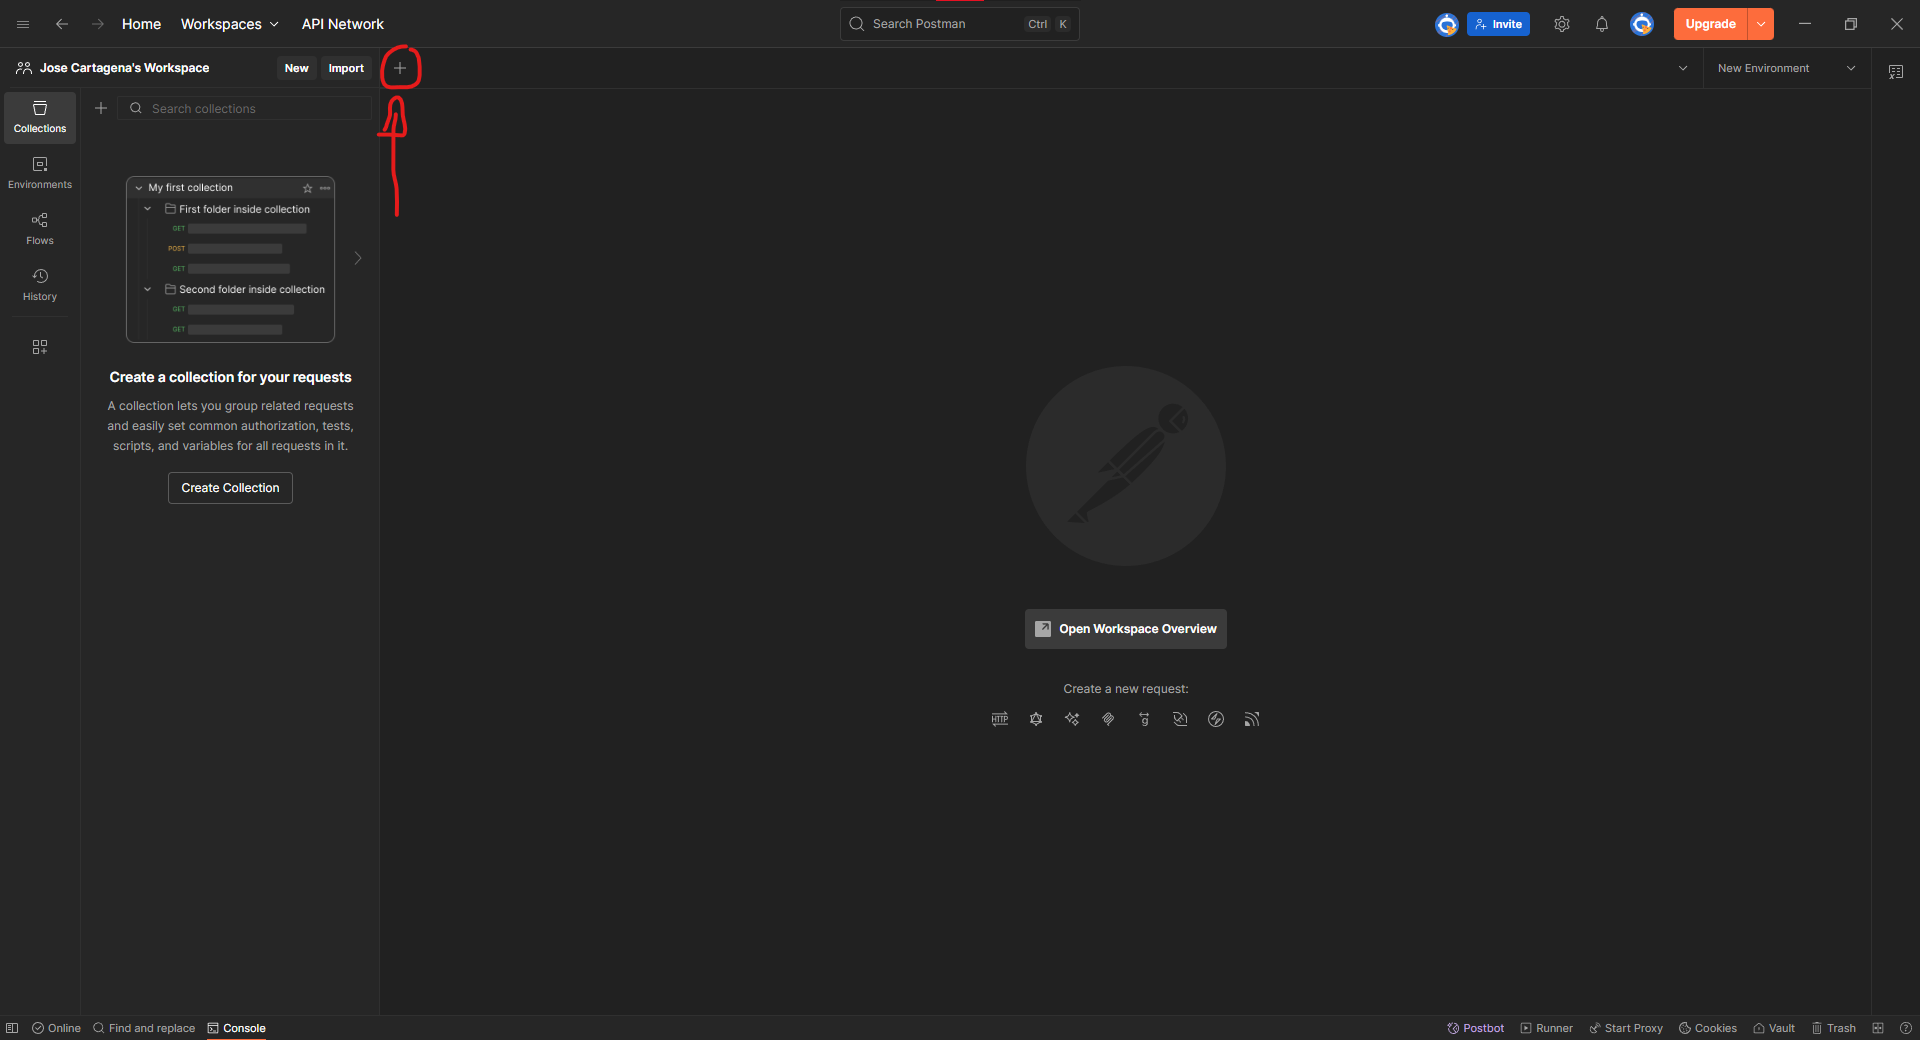 Home Workspaces API Network
Search Postman Ctrl K
Invite
Upgrade
Jose Cartagena's Workspace New Import
New Environment
Collections
Search collections
Environments
Flows
History
My first collection
First folder inside collection
GET
POST
GET
Second folder inside collection
GET
GET
Create a collection for your requests
A collection lets you group related requests
and easily set common authorization, tests,
scripts, and variables for all requests in it.
Create Collection
Open Workspace Overview
Create a new request:
HTTP
g
Online Find and replace Console
Postbot Runner Start Proxy Cookies Vault Trash